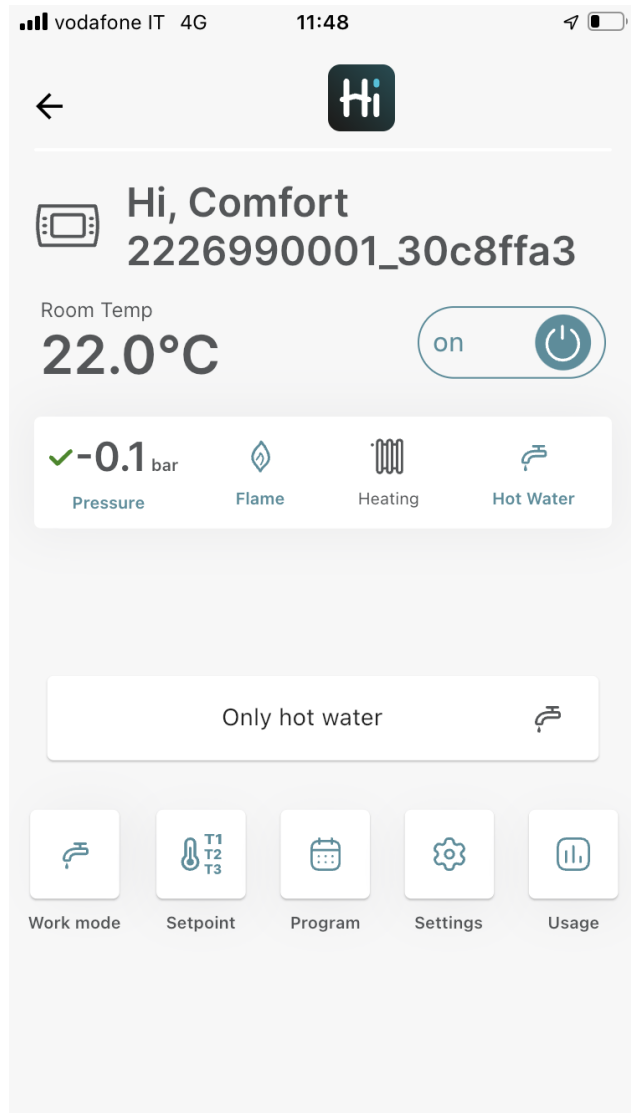 vodafone IT 4G 11:48
Hi
Hi, Comfort
2226990001_30c8ffa3
Room Temp
22.0°C
on
-0.1 bar
Pressure
Flame
Heating
Hot Water
Only hot water
T1
T2
T3
Work mode
Setpoint
Program
Settings
Usage